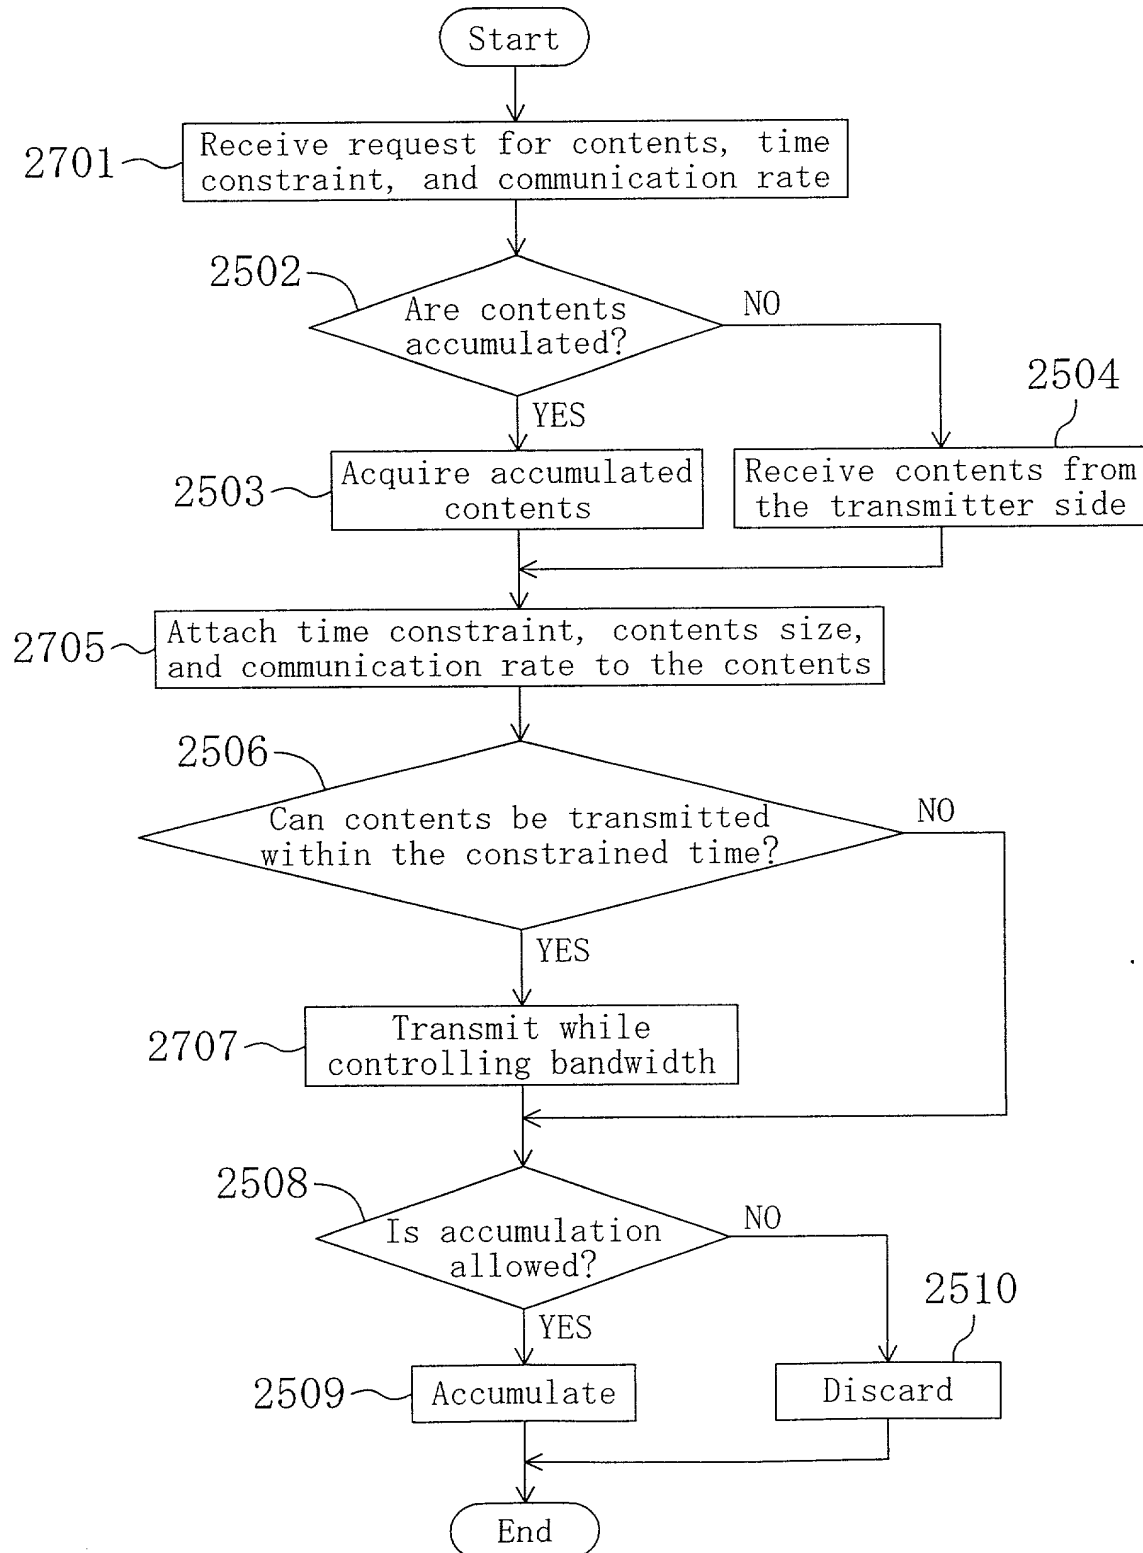 Start
2701
Receive request for contents, time
constraint, and communication rate
2502
Are contents
accumulated?
NO
YES
2504
2503
Acquire accumulated
contents
Receive contents from
the transmitter side
2705
Attach time constraint, contents size,
and communication rate to the contents
2506
Can contents be transmitted
within the constrained time?
NO
YES
2707
Transmit while
controlling bandwidth
2508
Is accumulation
allowed?
NO
YES
2510
2509
Accumulate
Discard
End